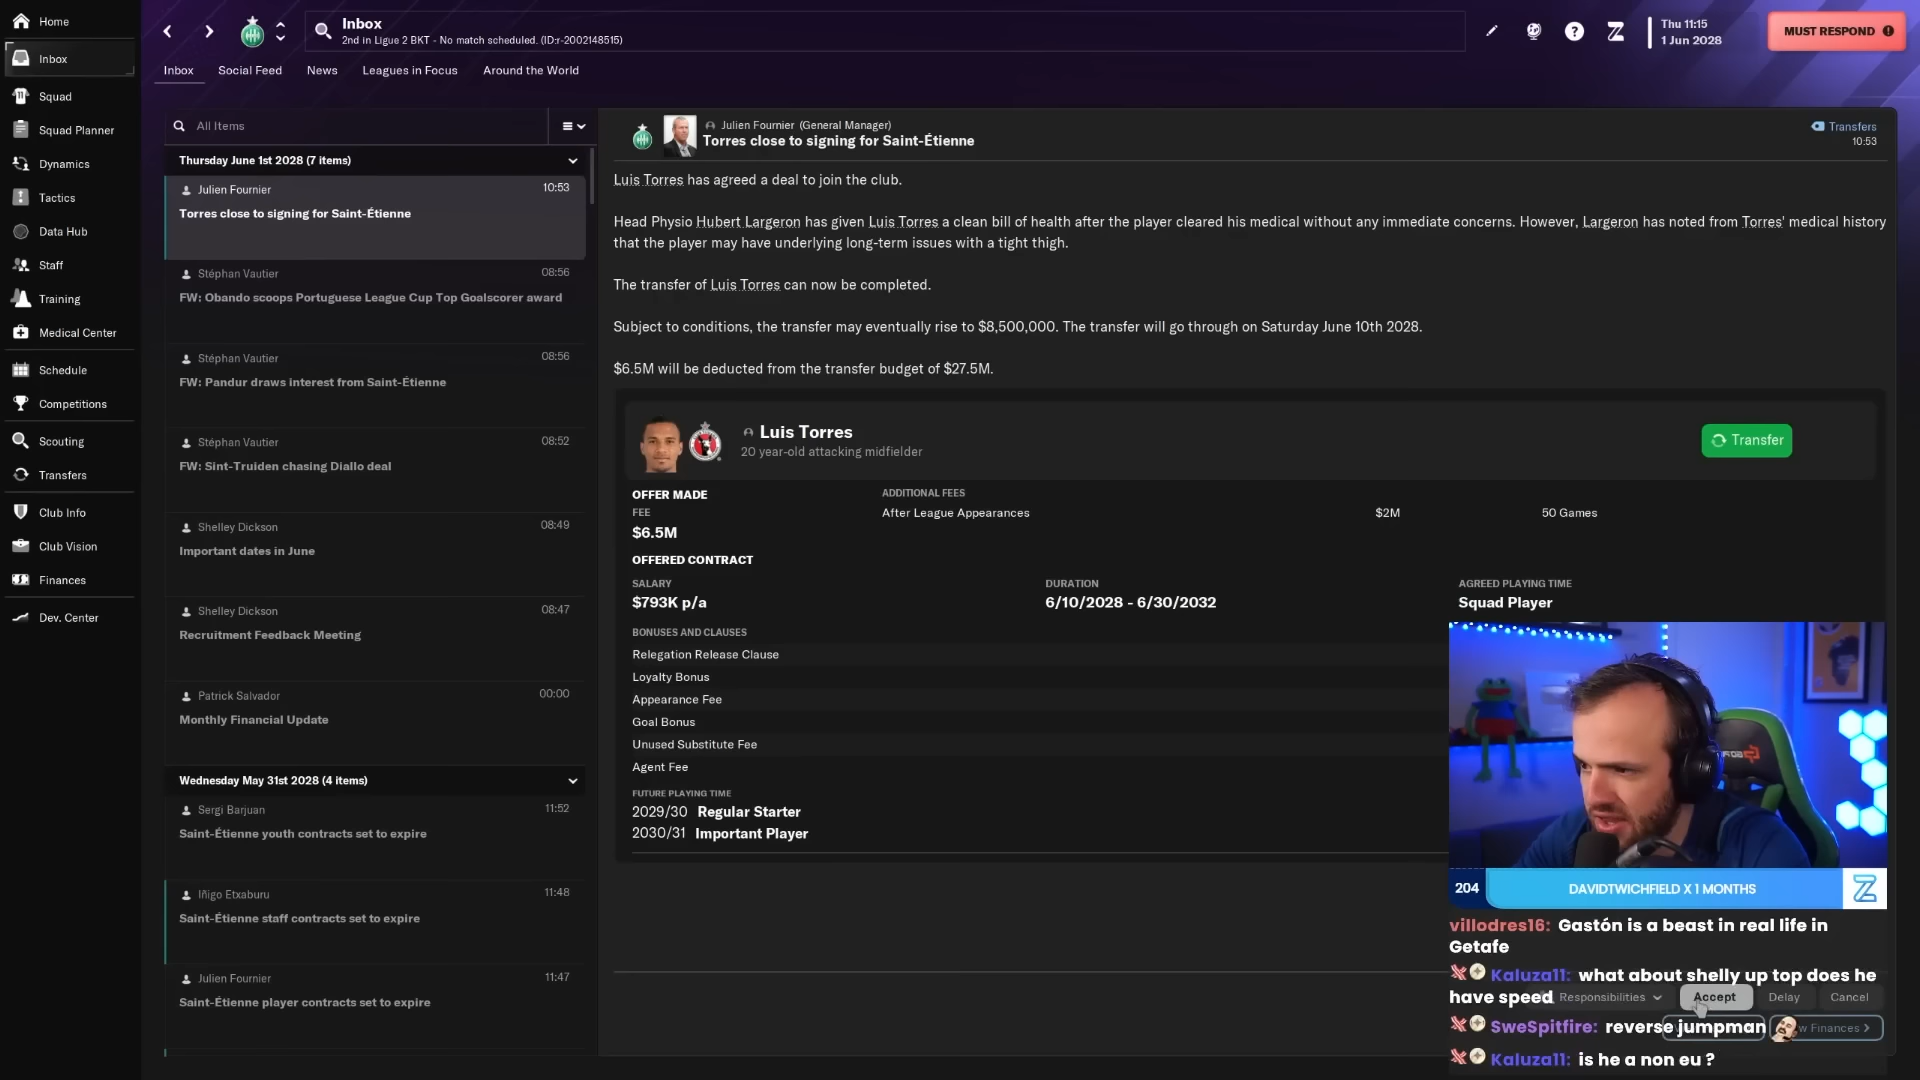 Home
Inbox
Squad
Squad Planner
Dynamics
Tactics
Data Hub
Staff
Training
Medical Center
Schedule
Competitions
Scouting
Transfers
Club Info
Club Vision
Finances
Dev. Center
Inbox
2nd in Ligue 2 BKT - No match scheduled. (ID:r-2002148515)
Thu 11:15
1 Jun 2028
MUST RESPOND
Inbox
Social Feed
News
Leagues in Focus
Around the World
All Items
Thursday June 1st 2028 (7 items)
Julien Fournier 10:53
Torres close to signing for Saint-Étienne
Stéphan Vautier 08:56
FW: Obando scoops Portuguese League Cup Top Goalscorer award
Stéphan Vautier 08:56
FW: Pandur draws interest from Saint-Étienne
Stéphan Vautier 08:52
FW: Sint-Truiden chasing Diallo deal
Shelley Dickson 08:49
Important dates in June
Shelley Dickson 08:47
Recruitment Feedback Meeting
Patrick Salvador 00:00
Monthly Financial Update
Wednesday May 31st 2028 (4 items)
Sergi Barjuan 11:52
Saint-Étienne youth contracts set to expire
Iñigo Etxaburu 11:48
Saint-Étienne staff contracts set to expire
Julien Fournier 11:47
Saint-Étienne player contracts set to expire
Julien Fournier (General Manager)
Torres close to signing for Saint-Étienne
Transfers
10:53
Luis Torres has agreed a deal to join the club.
Head Physio Hubert Largeron has given Luis Torres a clean bill of health after the player cleared his medical without any immediate concerns. However, Largeron has noted from Torres' medical history
that the player may have underlying long-term issues with a tight thigh.
The transfer of Luis Torres can now be completed.
Subject to conditions, the transfer may eventually rise to $8,500,000. The transfer will go through on Saturday June 10th 2028.
$6.5M will be deducted from the transfer budget of $27.5M.
Luis Torres
20 year-old attacking midfielder
Transfer
OFFER MADE
FEE
$6.5M
ADDITIONAL FEES
After League Appearances $2M 50 Games
OFFERED CONTRACT
SALARY
$793K p/a
DURATION
6/10/2028 - 6/30/2032
AGREED PLAYING TIME
Squad Player
BONUSES AND CLAUSES
Relegation Release Clause
Loyalty Bonus
Appearance Fee
Goal Bonus
Unused Substitute Fee
Agent Fee
FUTURE PLAYING TIME
2029/30 Regular Starter
2030/31 Important Player
204
DAVIDTWICHFIELD X 1 MONTHS
villodres16: Gastón is a beast in real life in
Getafe
Kaluza11: what about shelly up top does he
have speed
Responsibilities
Accept
Delay
Cancel
SweSpitfire: reverse jumpman
Finances
Kaluza11: is he a non eu ?